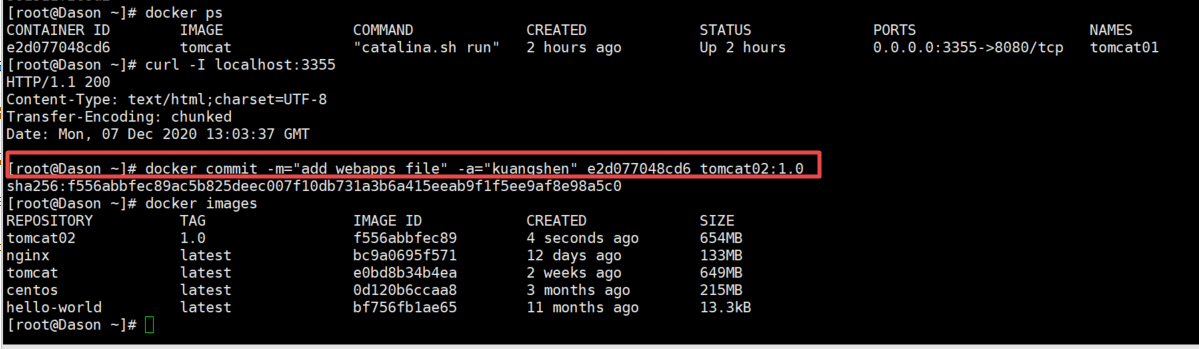 [root@Dason ~]# docker ps
CONTAINER ID        IMAGE               COMMAND             CREATED             STATUS              PORTS                    NAMES
e2d077048cd6        tomcat              "catalina.sh run"   2 hours ago         Up 2 hours          0.0.0.0:3355->8080/tcp   tomcat01
[root@Dason ~]# curl -I localhost:3355
HTTP/1.1 200
Content-Type: text/html;charset=UTF-8
Transfer-Encoding: chunked
Date: Mon, 07 Dec 2020 13:03:37 GMT
[root@Dason ~]# docker commit -m="add webapps file" -a="kuangshen" e2d077048cd6 tomcat02:1.0
sha256:f556abbfec89ac5b825deec007f10db731a3b6a415eeab9f1f5ee9af8e98a5c0
[root@Dason ~]# docker images
REPOSITORY          TAG                 IMAGE ID            CREATED             SIZE
tomcat02            1.0                 f556abbfec89        4 seconds ago       654MB
nginx               latest              bc9a0695f571        12 days ago         133MB
tomcat              latest              e0bd8b34b4ea        2 weeks ago         649MB
centos              latest              0d120b6ccaa8        3 months ago        215MB
hello-world         latest              bf756fb1ae65        11 months ago       13.3kB
[root@Dason ~]#